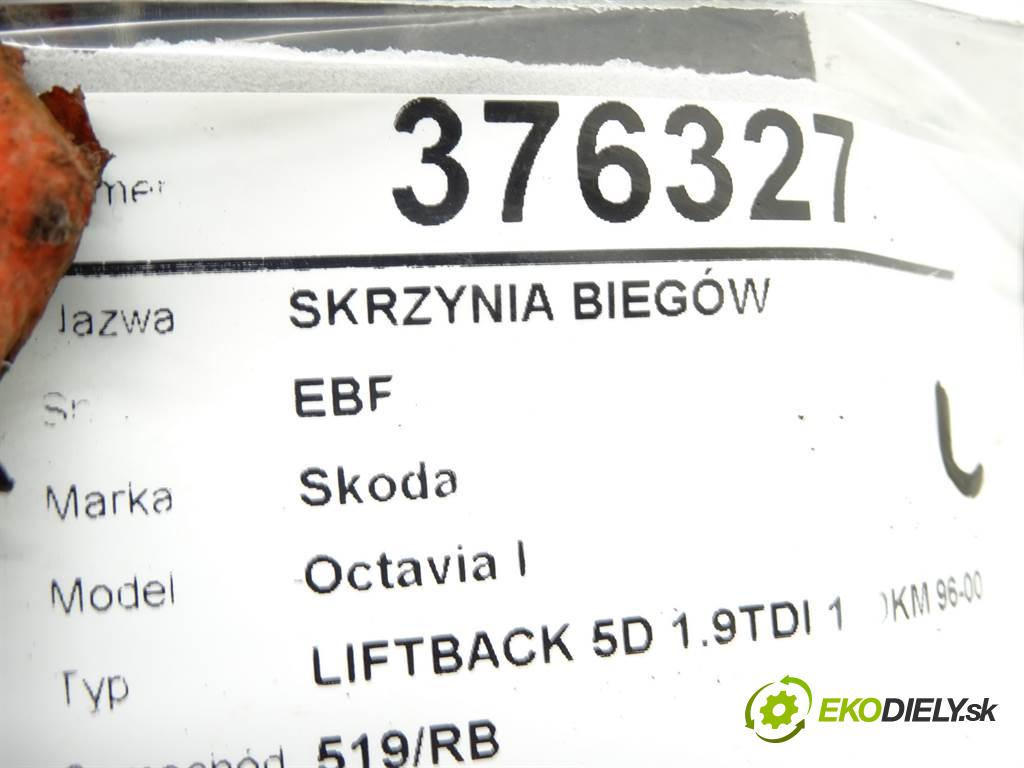 376327
SKRZYNIA BIEGÓW
EBF
Marka Skoda
Model Octavia I
Typ LIFTBACK 5D 1.9TDI 1 KM 96-00
519/RB
EKODIELY.sk